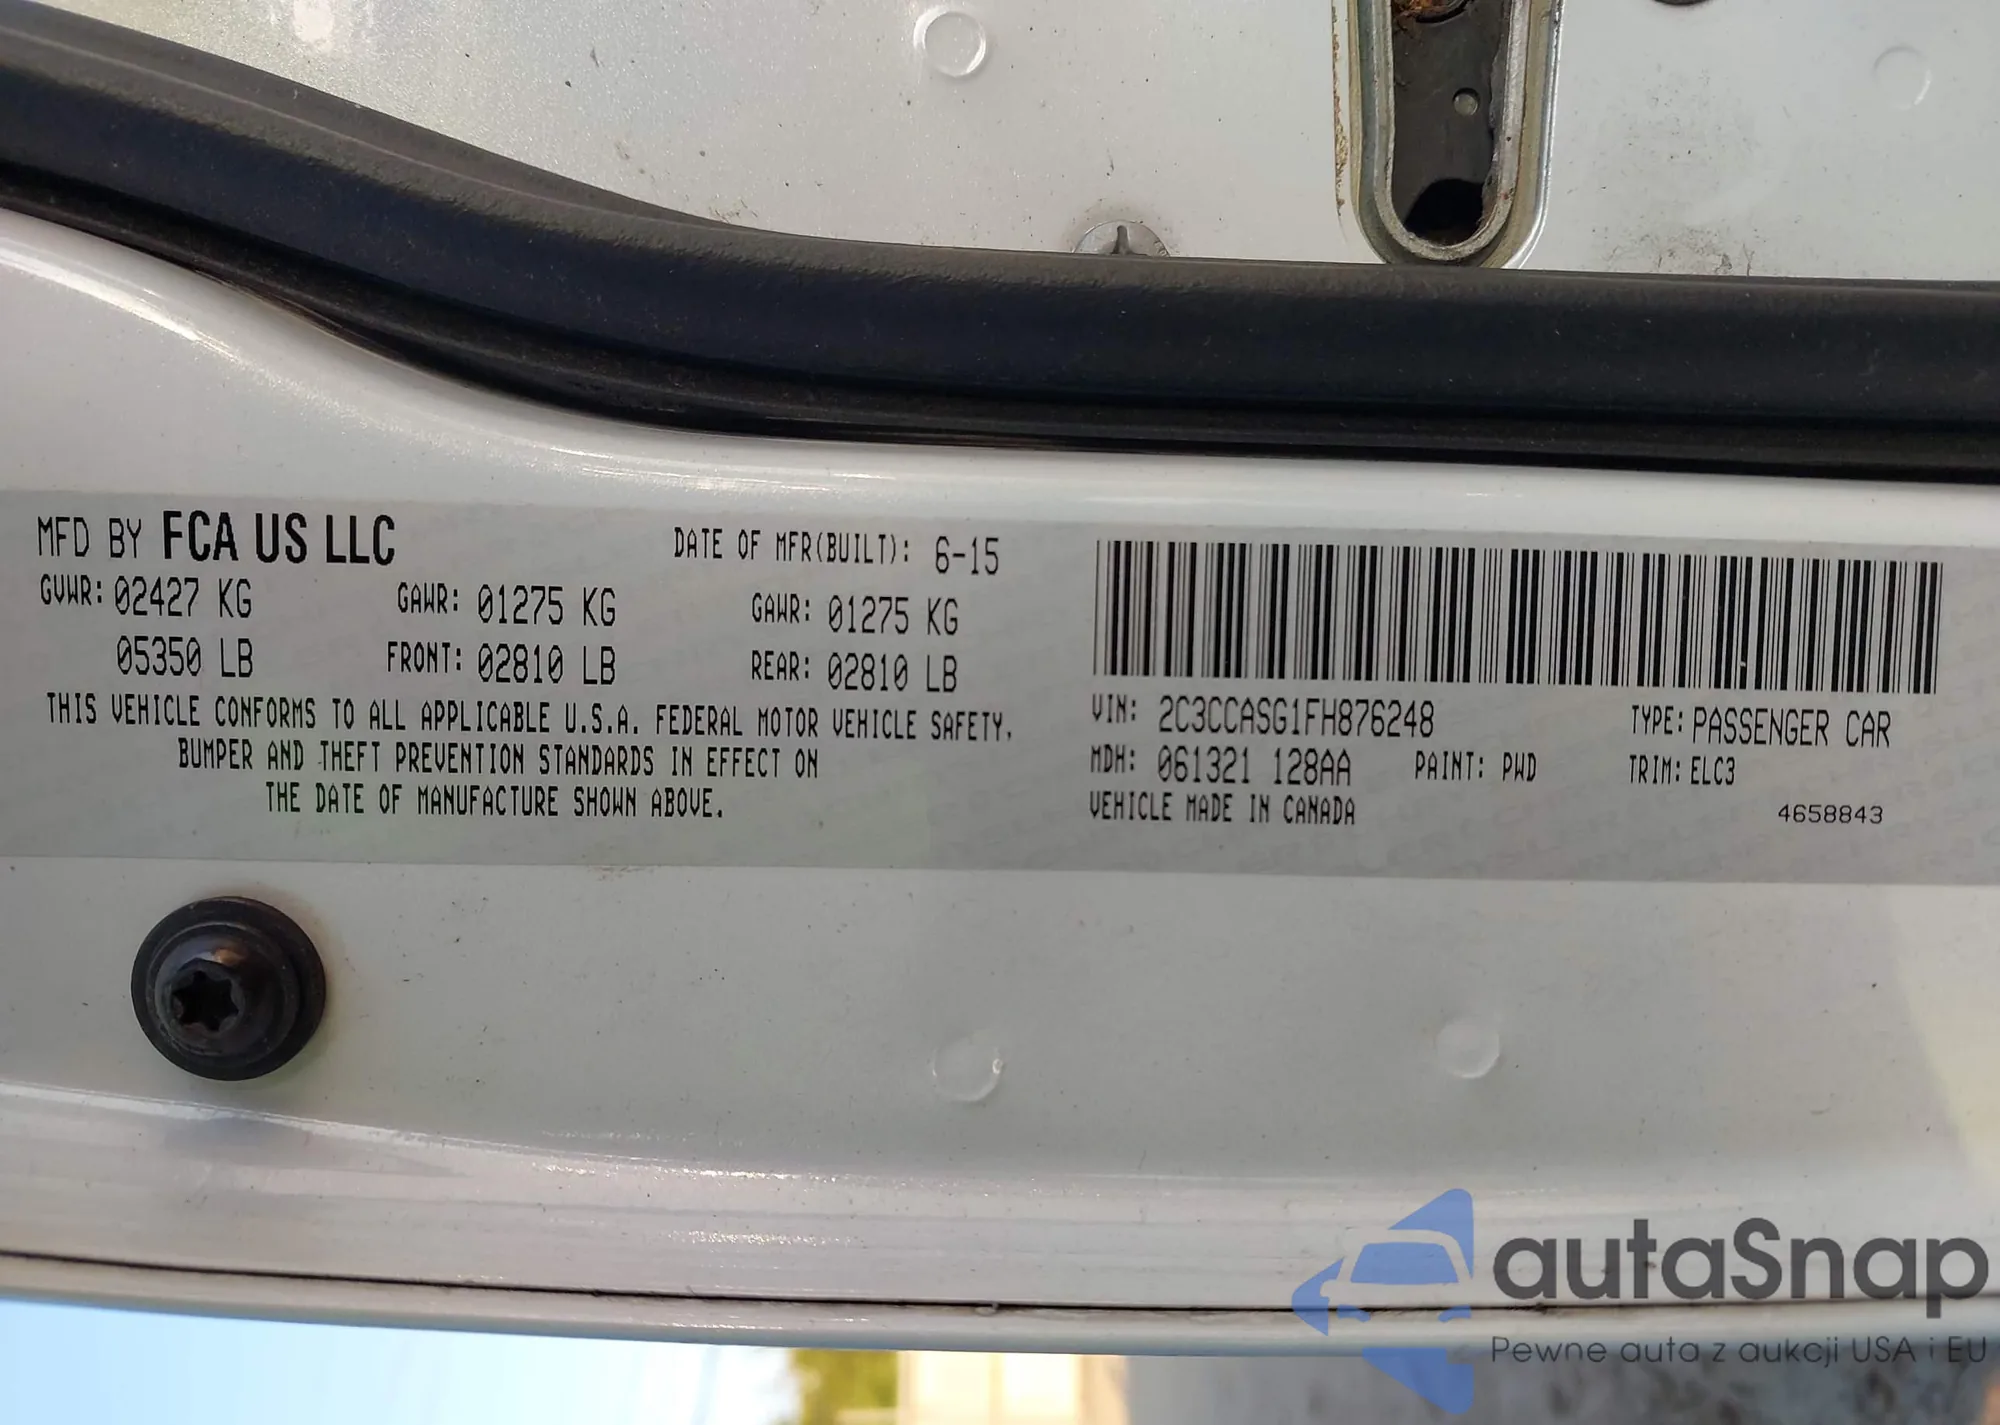 MFD BY FCA US LLC
DATE OF MFR(BUILT): 6-15
GVWR: 02427 KG GAWR: 01275 KG GAWR: 01275 KG
05350 LB FRONT: 02810 LB REAR: 02810 LB
THIS VEHICLE CONFORMS TO ALL APPLICABLE U.S.A. FEDERAL MOTOR VEHICLE SAFETY,
BUMPER AND THEFT PREVENTION STANDARDS IN EFFECT ON
THE DATE OF MANUFACTURE SHOWN ABOVE.
VIN: 2C3CCASG1FH876248 TYPE: PASSENGER CAR
MDH: 061321 128AA PAINT: PWD TRIM: ELC3
VEHICLE MADE IN CANADA 4658843
autaSnap
Pewne auta z aukcji USA i EU